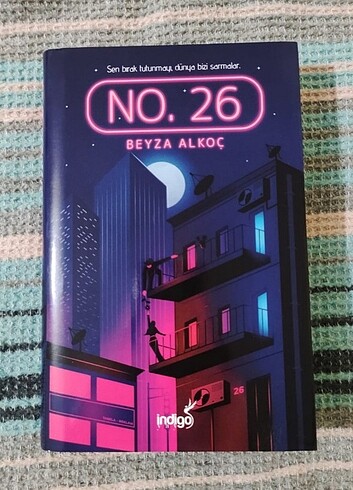 Sen bırak tutunmayı, dünya bizi sarmalar.
NO. 26
BEYZA ALKOÇ
26
indigo